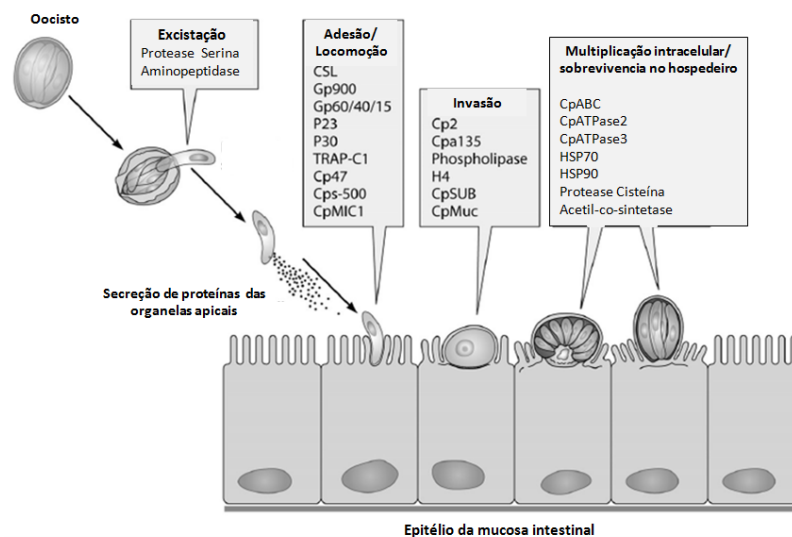 Oocisto
Excistação
Protease Serina
Aminopeptidase
Adesão/
Locomoção
CSL
Gp900
Gp60/40/15
P23
P30
TRAP-C1
Cp47
Cps-500
CpMIC1
Invasão
Cp2
Cpa135
Phospholipase
H4
CpSUB
CpMuc
Multiplicação intracelular/
sobrevivencia no hospedeiro
CpABC
CpATPase2
CpATPase3
HSP70
HSP90
Protease Cisteína
Acetil-co-sintetase
Secreção de proteínas das
organelas apicais
Epitélio da mucosa intestinal